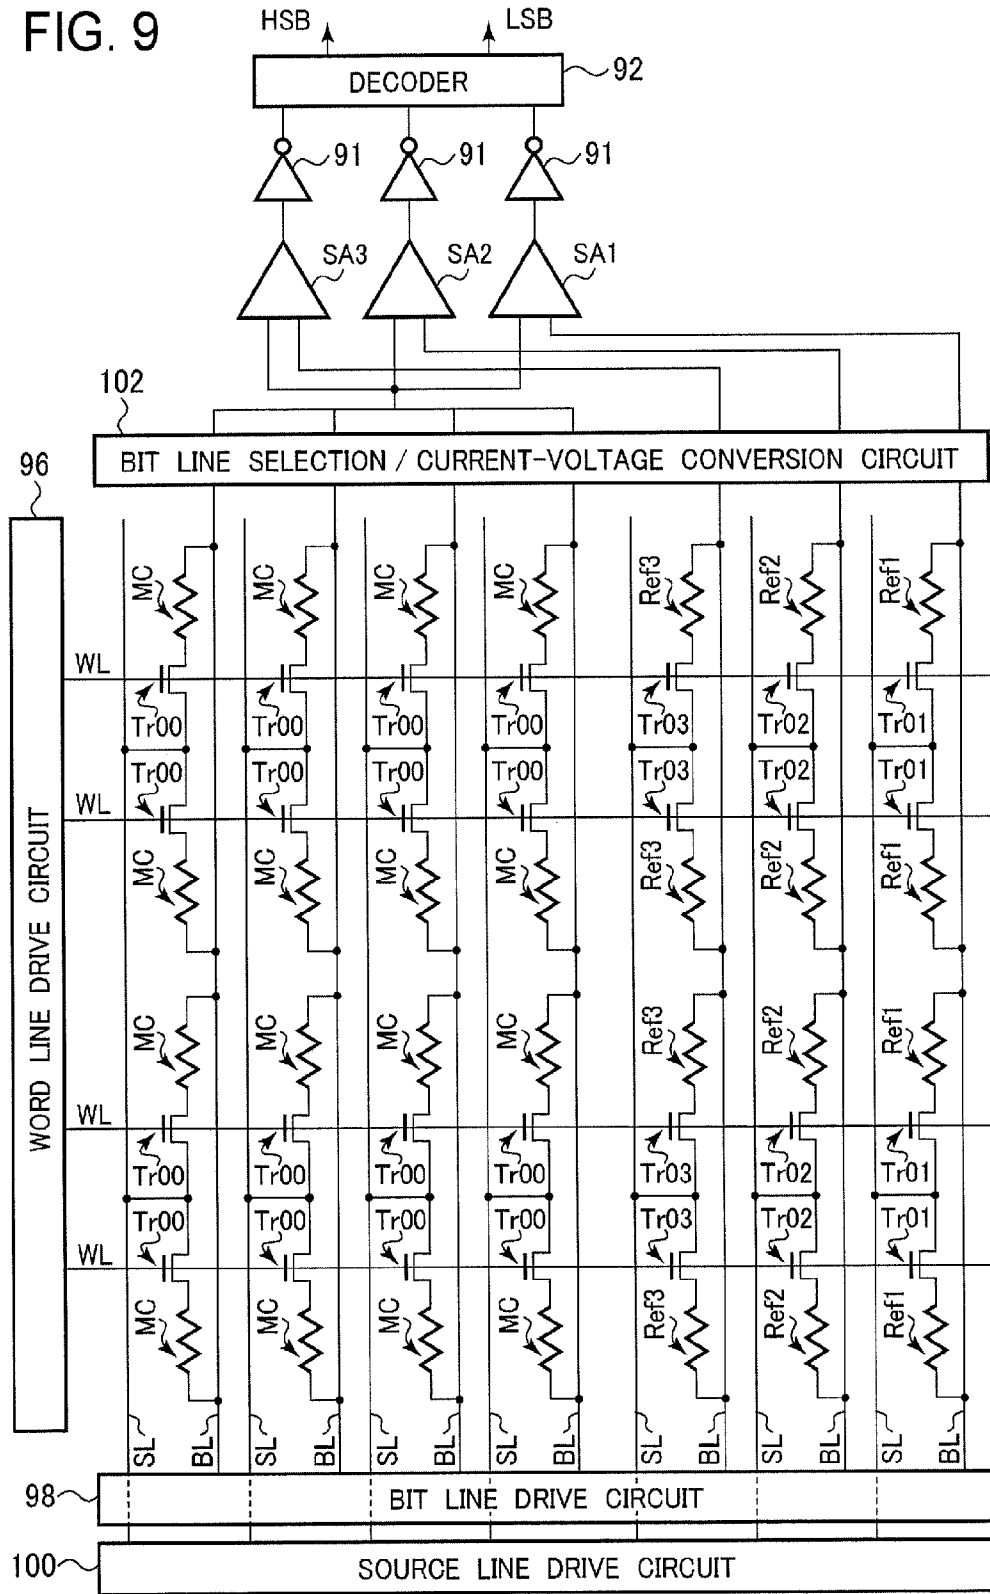 FIG. 9
HSB
LSB
DECODER
92
91
91
91
SA3
SA2
SA1
102
BIT LINE SELECTION / CURRENT-VOLTAGE CONVERSION CIRCUIT
96
WORD LINE DRIVE CIRCUIT
MC MC MC MC Ref3 Ref2 Ref1
WL
Tr00 Tr00 Tr00 Tr00 Tr03 Tr02 Tr01
Tr00 Tr00 Tr00 Tr00 Tr03 Tr02 Tr01
WL
MC MC MC MC Ref3 Ref2 Ref1
MC MC MC MC Ref3 Ref2 Ref1
WL
Tr00 Tr00 Tr00 Tr00 Tr03 Tr02 Tr01
Tr00 Tr00 Tr00 Tr00 Tr03 Tr02 Tr01
WL
MC MC MC MC Ref3 Ref2 Ref1
SL BL SL BL SL BL SL BL SL BL SL BL SL BL
98
BIT LINE DRIVE CIRCUIT
100
SOURCE LINE DRIVE CIRCUIT